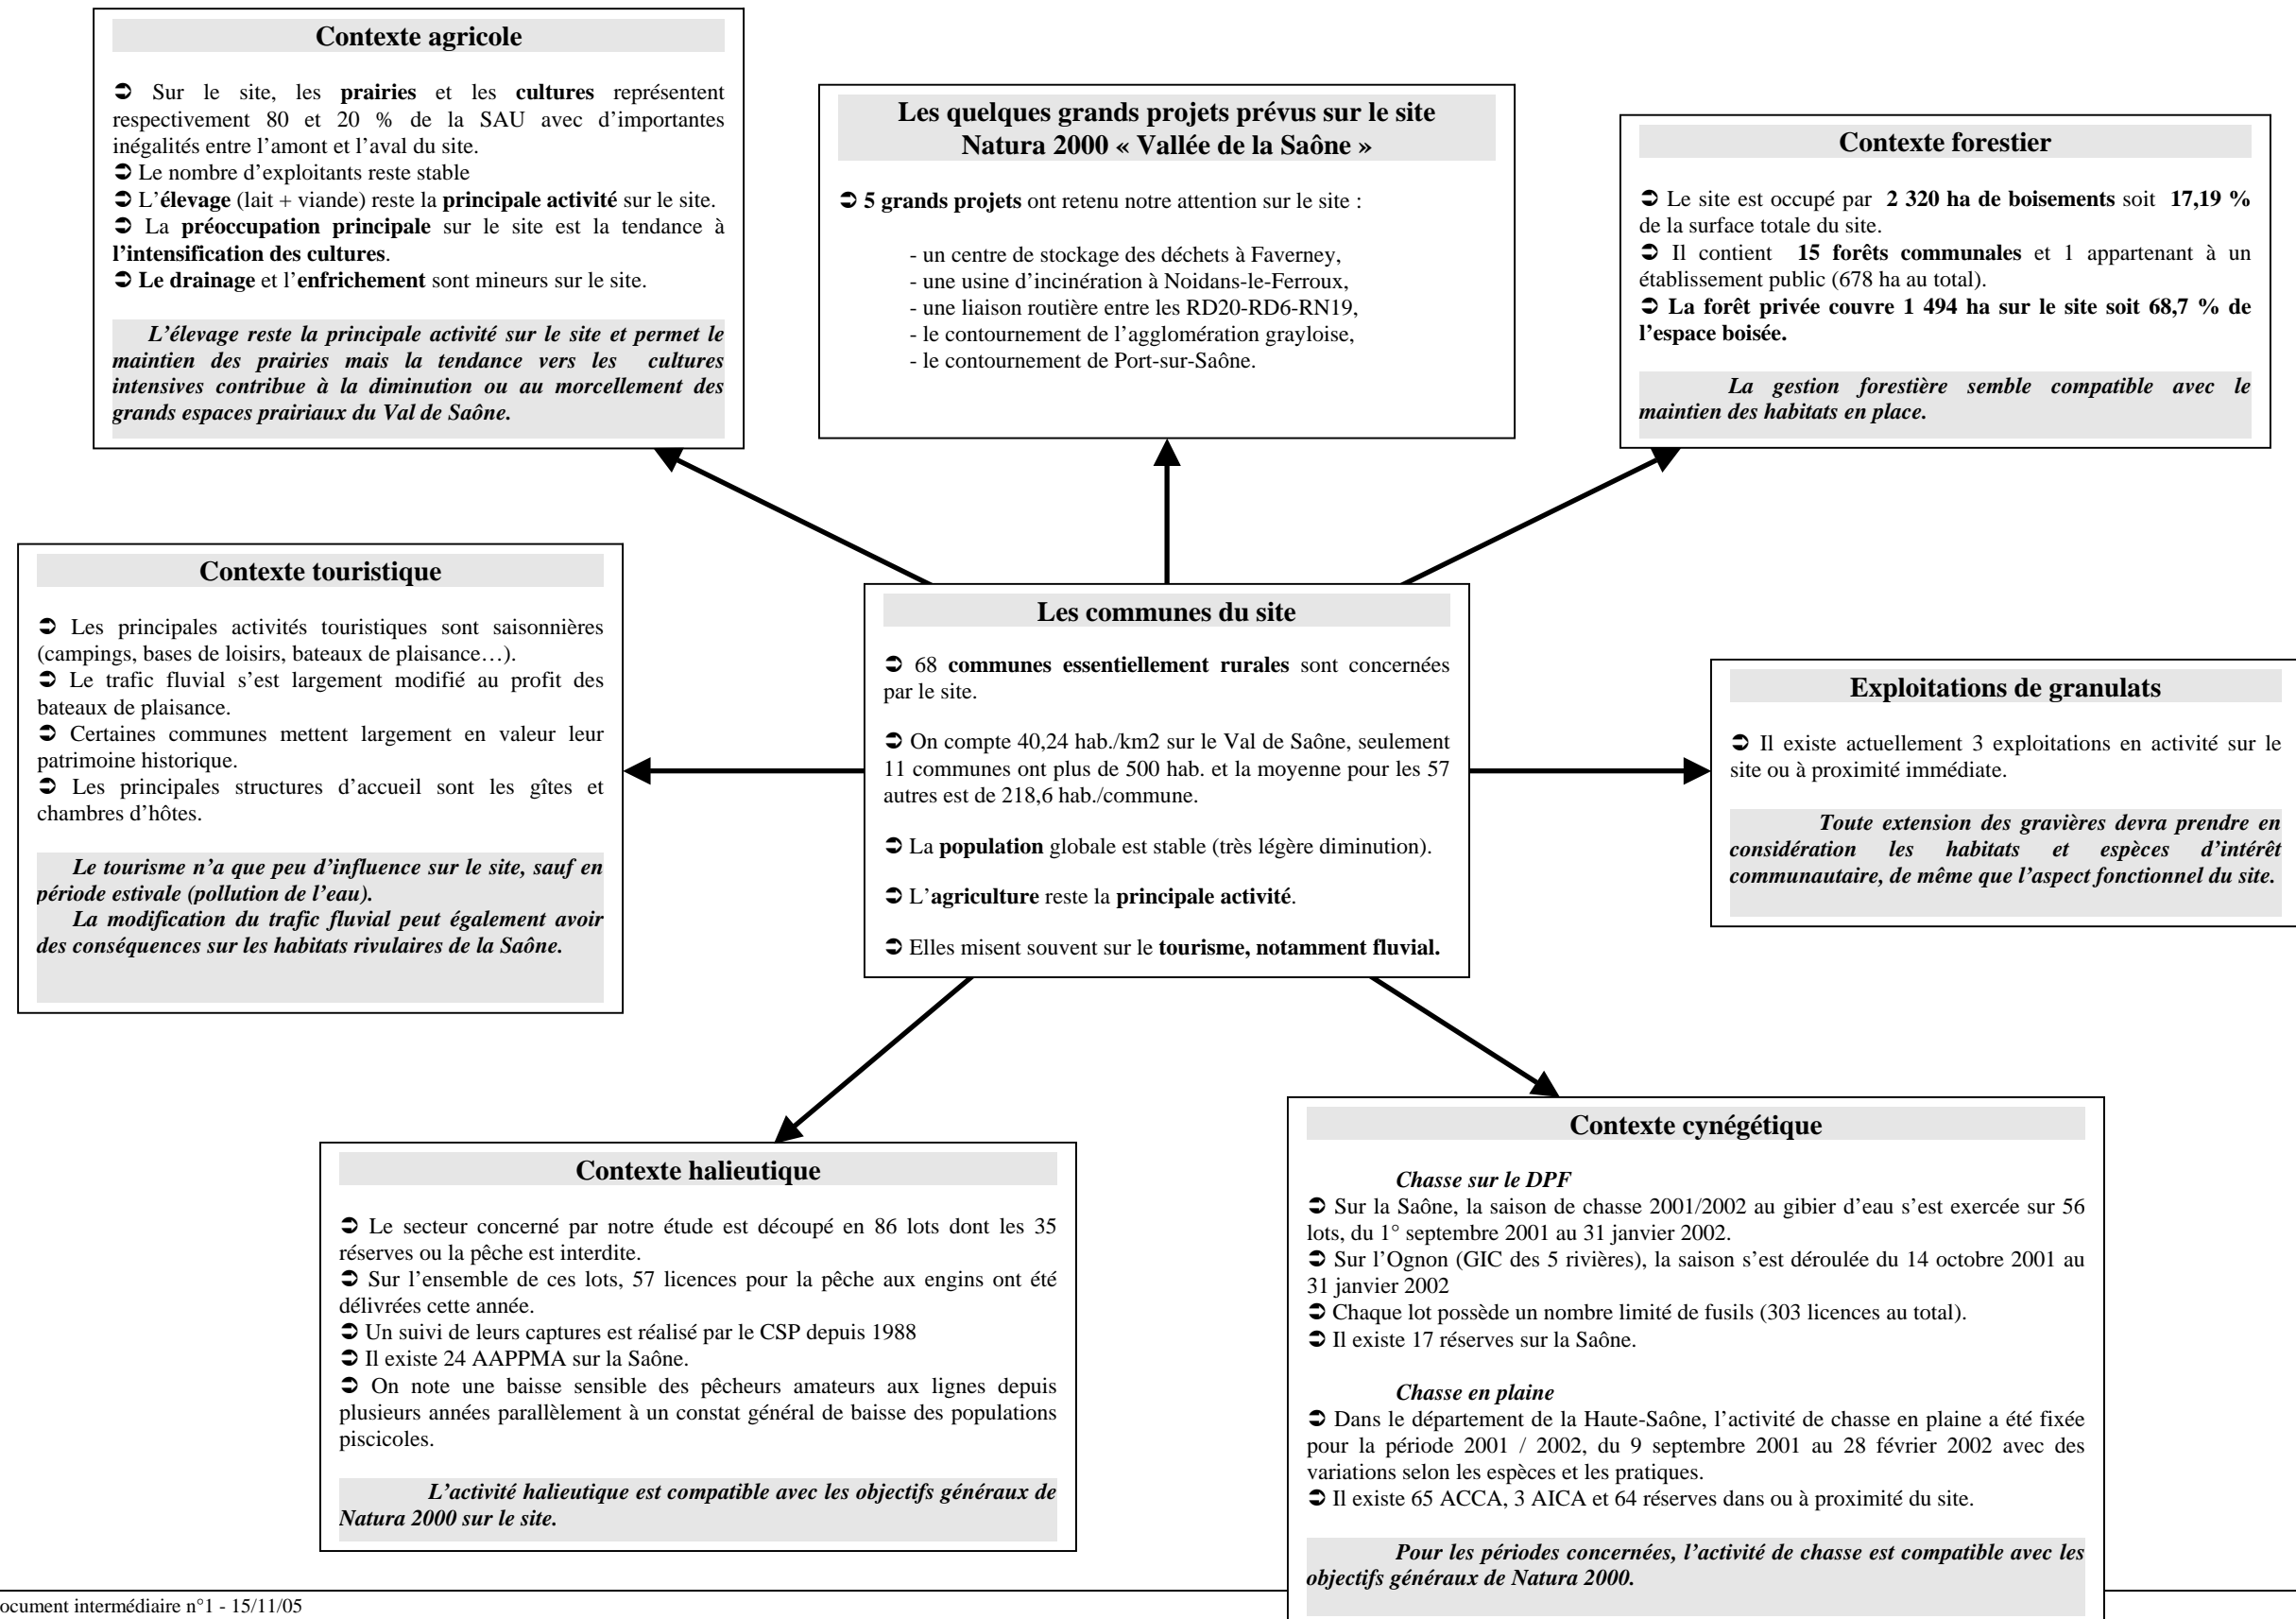 Contexte agricole
➲ Sur le site, les prairies et les cultures représentent
respectivement 80 et 20 % de la SAU avec d’importantes
inégalités entre l’amont et l’aval du site.
➲ Le nombre d’exploitants reste stable
➲ L’élevage (lait + viande) reste la principale activité sur le site.
➲ La préoccupation principale sur le site est la tendance à
l’intensification des cultures.
➲ Le drainage et l’enfrichement sont mineurs sur le site.
L’élevage reste la principale activité sur le site et permet le
maintien des prairies mais la tendance vers les cultures
intensives contribue à la diminution ou au morcellement des
grands espaces prairiaux du Val de Saône.
Les quelques grands projets prévus sur le site
Natura 2000 « Vallée de la Saône »
➲ 5 grands projets ont retenu notre attention sur le site :
- un centre de stockage des déchets à Faverney,
- une usine d’incinération à Noidans-le-Ferroux,
- une liaison routière entre les RD20-RD6-RN19,
- le contournement de l’agglomération grayloise,
- le contournement de Port-sur-Saône.
Contexte forestier
➲ Le site est occupé par 2 320 ha de boisements soit 17,19 %
de la surface totale du site.
➲ Il contient 15 forêts communales et 1 appartenant à un
établissement public (678 ha au total).
➲ La forêt privée couvre 1 494 ha sur le site soit 68,7 % de
l’espace boisée.
La gestion forestière semble compatible avec le
maintien des habitats en place.
Contexte touristique
➲ Les principales activités touristiques sont saisonnières
(campings, bases de loisirs, bateaux de plaisance…).
➲ Le trafic fluvial s’est largement modifié au profit des
bateaux de plaisance.
➲ Certaines communes mettent largement en valeur leur
patrimoine historique.
➲ Les principales structures d’accueil sont les gîtes et
chambres d’hôtes.
Le tourisme n’a que peu d’influence sur le site, sauf en
période estivale (pollution de l’eau).
La modification du trafic fluvial peut également avoir
des conséquences sur les habitats rivulaires de la Saône.
Les communes du site
➲ 68 communes essentiellement rurales sont concernées
par le site.
➲ On compte 40,24 hab./km2 sur le Val de Saône, seulement
11 communes ont plus de 500 hab. et la moyenne pour les 57
autres est de 218,6 hab./commune.
➲ La population globale est stable (très légère diminution).
➲ L’agriculture reste la principale activité.
➲ Elles misent souvent sur le tourisme, notamment fluvial.
Exploitations de granulats
➲ Il existe actuellement 3 exploitations en activité sur le
site ou à proximité immédiate.
Toute extension des gravières devra prendre en
considération les habitats et espèces d’intérêt
communautaire, de même que l’aspect fonctionnel du site.
Contexte halieutique
➲ Le secteur concerné par notre étude est découpé en 86 lots dont les 35
réserves ou la pêche est interdite.
➲ Sur l’ensemble de ces lots, 57 licences pour la pêche aux engins ont été
délivrées cette année.
➲ Un suivi de leurs captures est réalisé par le CSP depuis 1988
➲ Il existe 24 AAPPMA sur la Saône.
➲ On note une baisse sensible des pêcheurs amateurs aux lignes depuis
plusieurs années parallèlement à un constat général de baisse des populations
piscicoles.
L’activité halieutique est compatible avec les objectifs généraux de
Natura 2000 sur le site.
Contexte cynégétique
Chasse sur le DPF
➲ Sur la Saône, la saison de chasse 2001/2002 au gibier d’eau s’est exercée sur 56
lots, du 1° septembre 2001 au 31 janvier 2002.
➲ Sur l’Ognon (GIC des 5 rivières), la saison s’est déroulée du 14 octobre 2001 au
31 janvier 2002
➲ Chaque lot possède un nombre limité de fusils (303 licences au total).
➲ Il existe 17 réserves sur la Saône.
Chasse en plaine
➲ Dans le département de la Haute-Saône, l’activité de chasse en plaine a été fixée
pour la période 2001 / 2002, du 9 septembre 2001 au 28 février 2002 avec des
variations selon les espèces et les pratiques.
➲ Il existe 65 ACCA, 3 AICA et 64 réserves dans ou à proximité du site.
Pour les périodes concernées, l’activité de chasse est compatible avec les
objectifs généraux de Natura 2000.
ocument intermédiaire n°1 - 15/11/05